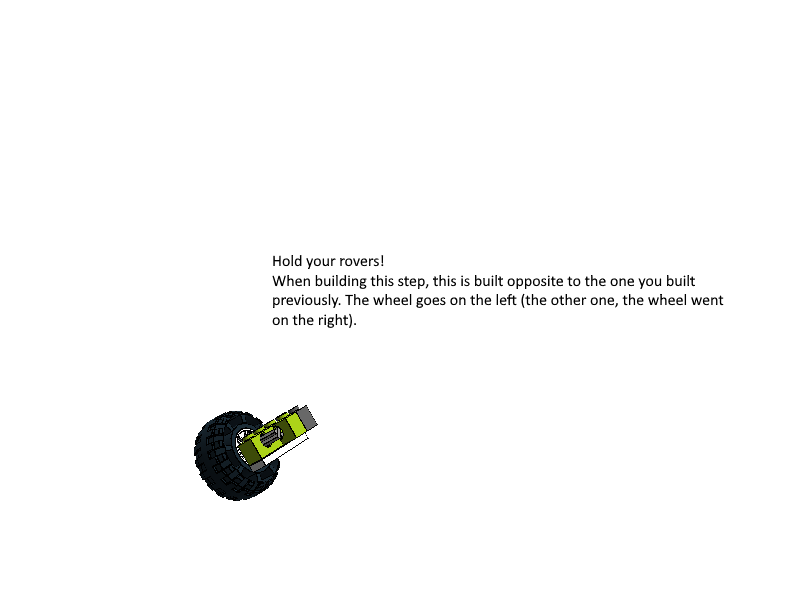 Hold your rovers!
When building this step, this is built opposite to the one you built
previously. The wheel goes on the left (the other one, the wheel went
on the right).